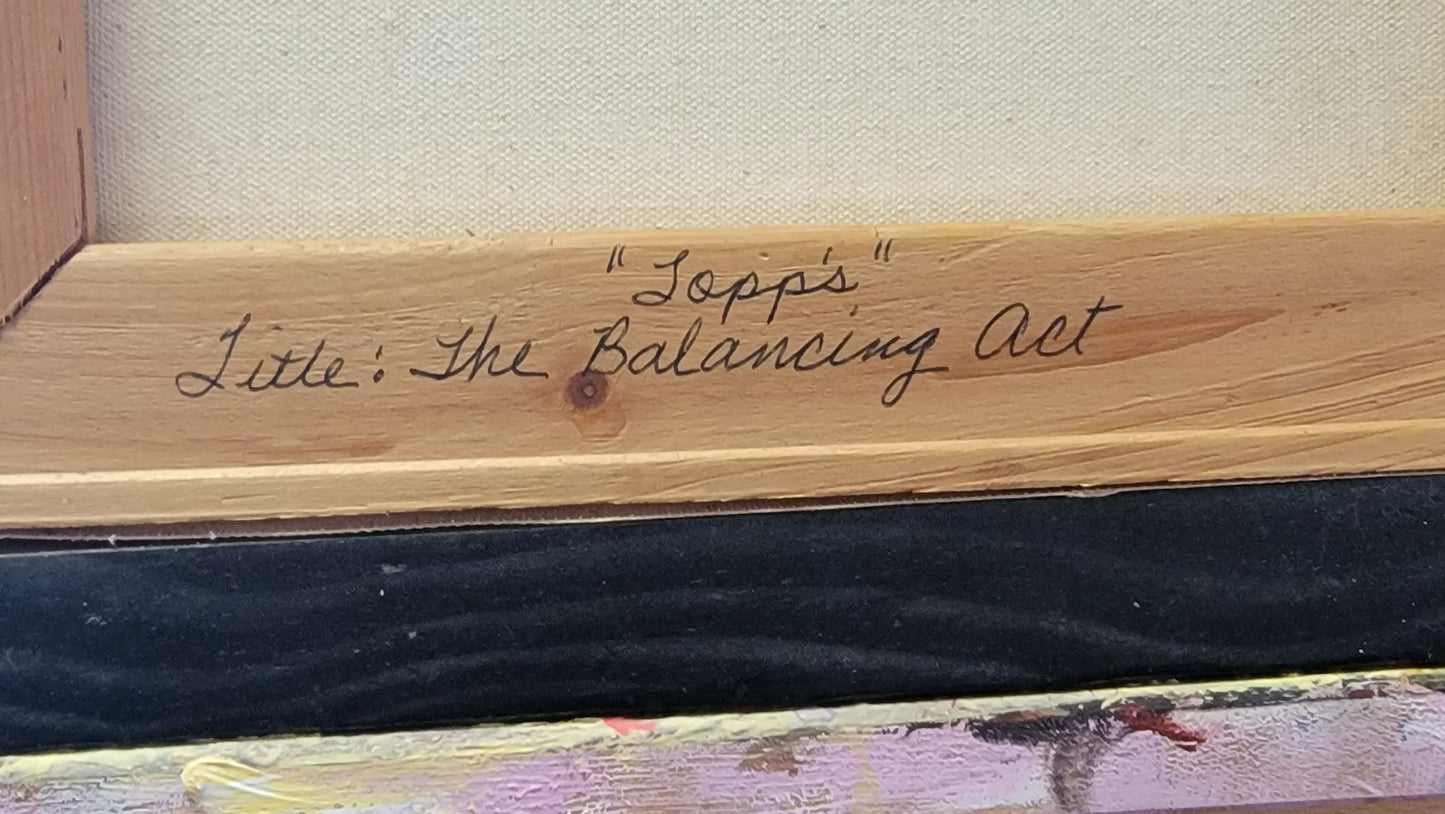 "Topp's"
Title: The Balancing Act